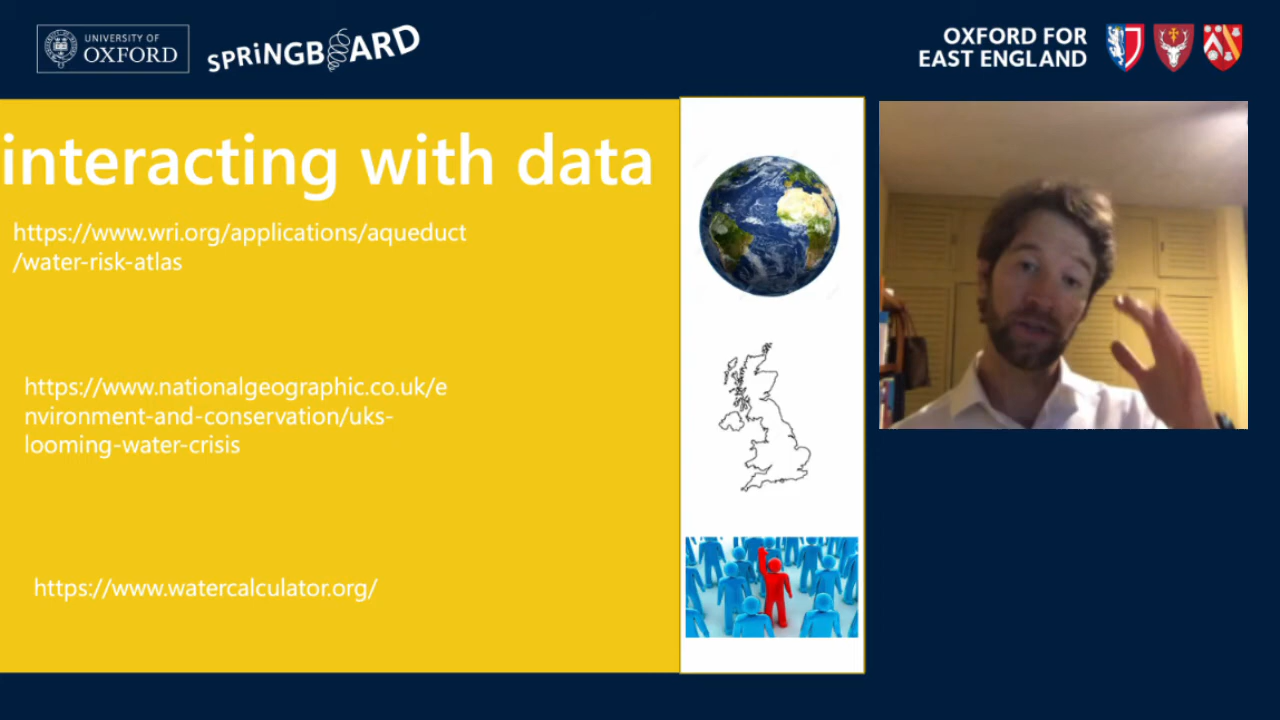 UNIVERSITY OF
OXFORD
SPRiNGBOARD
OXFORD FOR
EAST ENGLAND
interacting with data
https://www.wri.org/applications/aqueduct
/water-risk-atlas
https://www.nationalgeographic.co.uk/e
nvironment-and-conservation/uks-
looming-water-crisis
https://www.watercalculator.org/